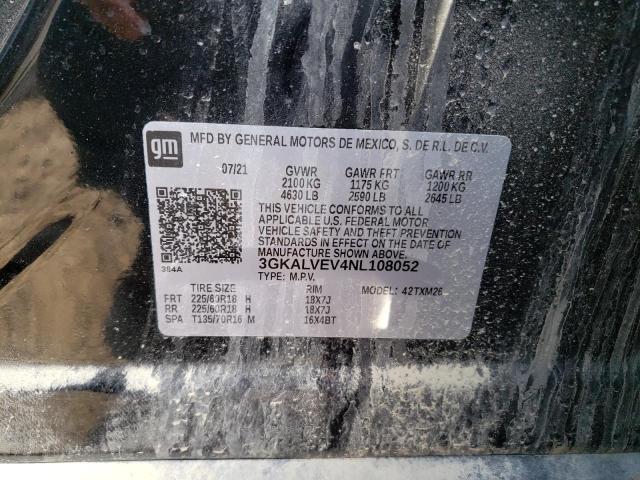 gm
MFD BY GENERAL MOTORS DE MEXICO, S. DE R.L. DE C.V.
07/21 GVWR GAWR FRT GAWR RR
2100 KG 1175 KG 1200 KG
4630 LB 2590 LB 2645 LB
THIS VEHICLE CONFORMS TO ALL
APPLICABLE U.S. FEDERAL MOTOR
VEHICLE SAFETY AND THEFT PREVENTION
STANDARDS IN EFFECT ON THE DATE OF
MANUFACTURE SHOWN ABOVE.
384A 3GKALVEV4NL108052
TYPE: M.P.V. MODEL: 42TXM26
TIRE SIZE RIM
FRT 225/60R18 H 18X7J
RR 225/60R18 H 18X7J
SPA T135/70R16 M 16X4BT